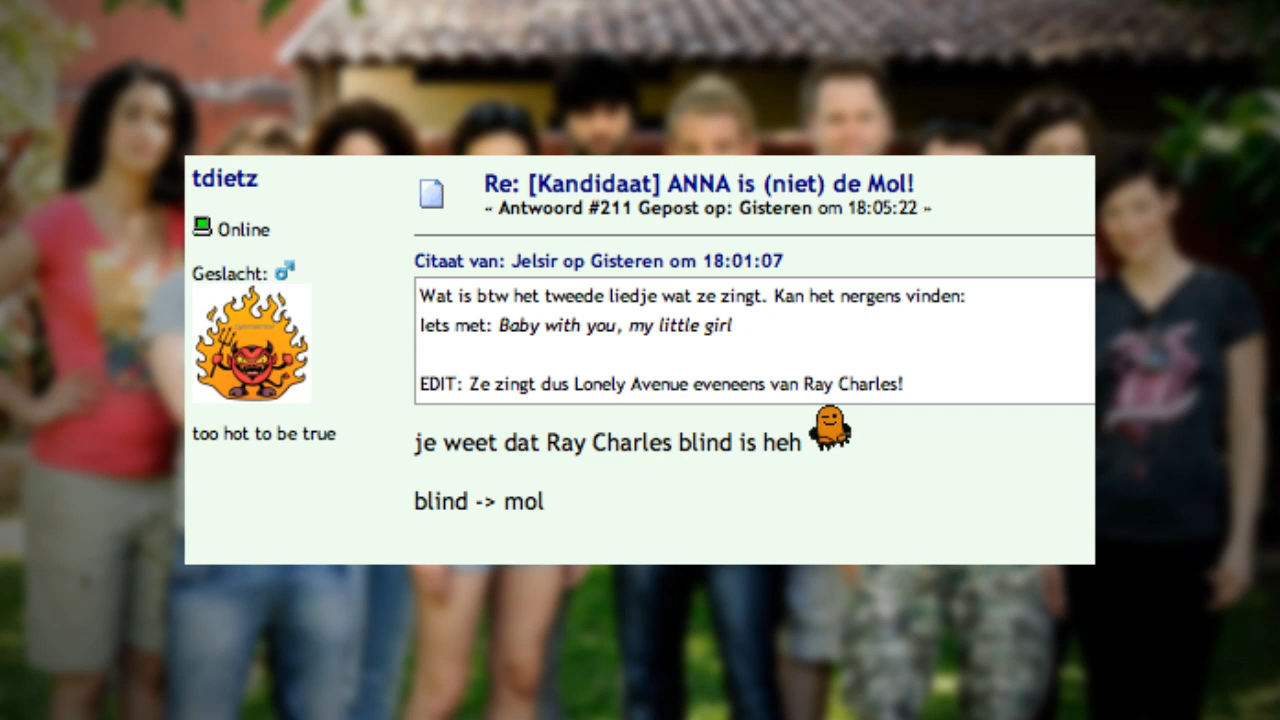 tdietz
Online
Geslacht:
too hot to be true
Re: [Kandidaat] ANNA is (niet) de Mol!
« Antwoord #211 Gepost op: Gisteren om 18:05:22 »
Citaat van: Jelsir op Gisteren om 18:01:07
Wat is btw het tweede liedje wat ze zingt. Kan het nergens vinden:
Iets met: Baby with you, my little girl
EDIT: Ze zingt dus Lonely Avenue eveneens van Ray Charles!
je weet dat Ray Charles blind is heh
blind -> mol